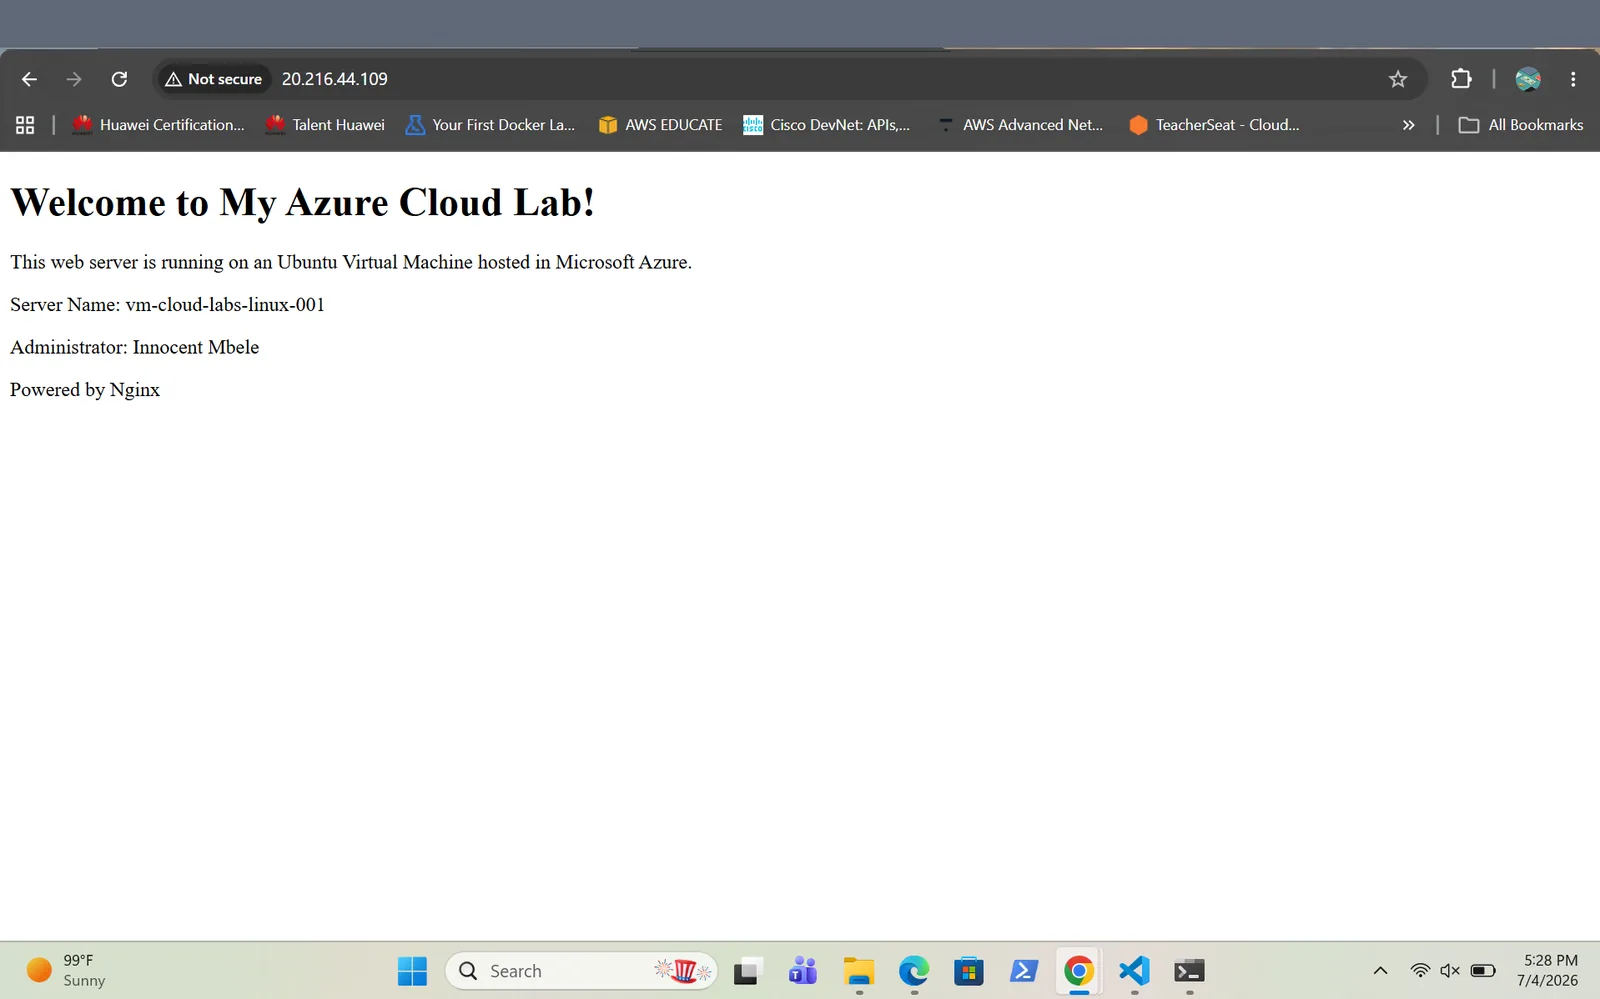 Not secure 20.216.44.109
Huawei Certification... Talent Huawei Your First Docker La... AWS EDUCATE Cisco DevNet: APIs,... AWS Advanced Net... TeacherSeat - Cloud... All Bookmarks
Welcome to My Azure Cloud Lab!
This web server is running on an Ubuntu Virtual Machine hosted in Microsoft Azure.
Server Name: vm-cloud-labs-linux-001
Administrator: Innocent Mbele
Powered by Nginx
99°F
Sunny
Search
5:28 PM
7/4/2026